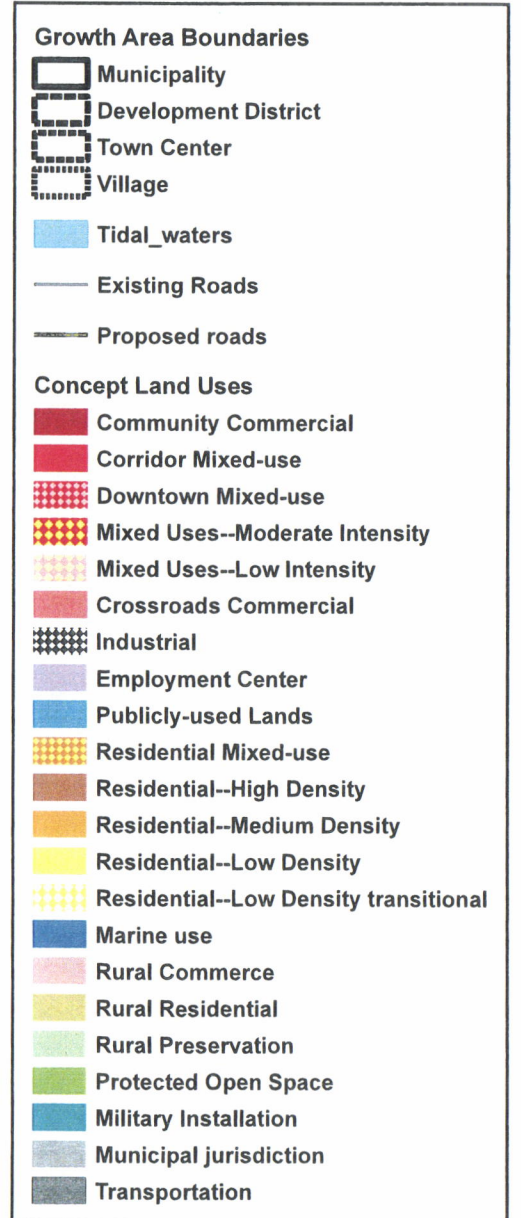 Growth Area Boundaries
Municipality
Development District
Town Center
Village
Tidal_waters
Existing Roads
Proposed roads
Concept Land Uses
Community Commercial
Corridor Mixed-use
Downtown Mixed-use
Mixed Uses--Moderate Intensity
Mixed Uses--Low Intensity
Crossroads Commercial
Industrial
Employment Center
Publicly-used Lands
Residential Mixed-use
Residential--High Density
Residential--Medium Density
Residential--Low Density
Residential--Low Density transitional
Marine use
Rural Commerce
Rural Residential
Rural Preservation
Protected Open Space
Military Installation
Municipal jurisdiction
Transportation